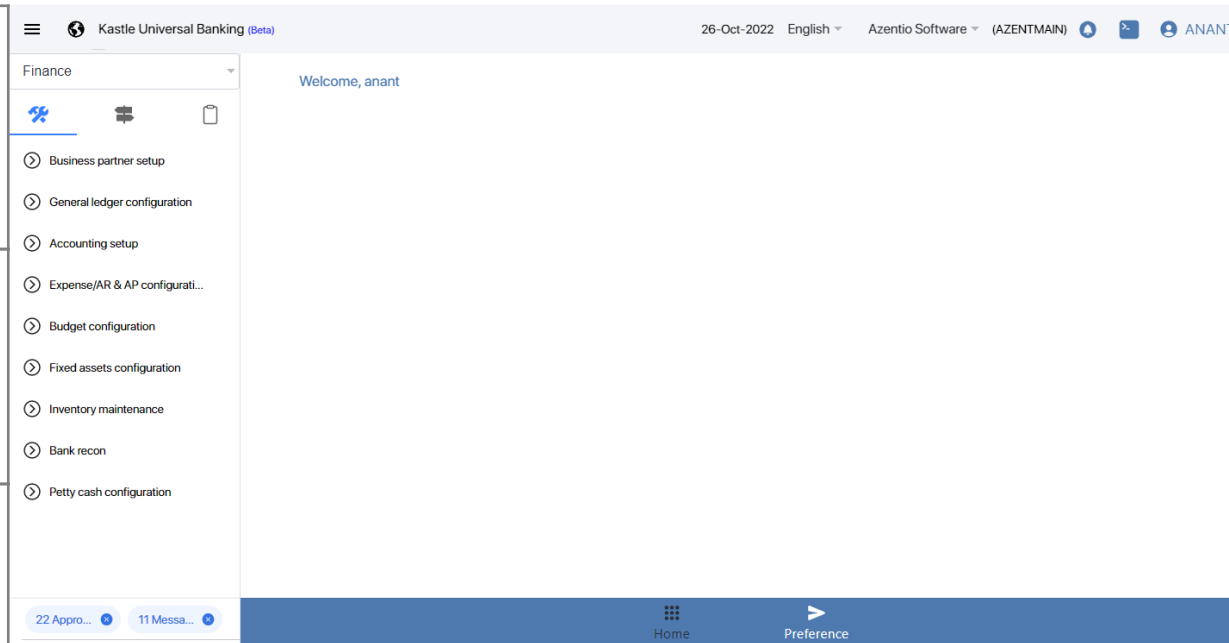 Kastle Universal Banking (Beta)
26-Oct-2022 English Azentio Software (AZENTMAIN) ANANT
Finance
Welcome, anant
Business partner setup
General ledger configuration
Accounting setup
Expense/AR & AP configurati...
Budget configuration
Fixed assets configuration
Inventory maintenance
Bank recon
Petty cash configuration
22 Appro... 11 Messa...
Home Preference